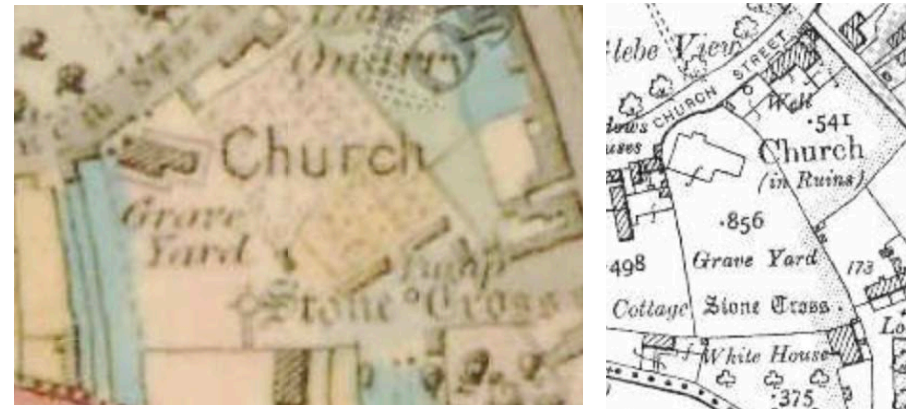 Church
Grave
Yard
Pump
Stone Cross
lebe View
CHURCH STREET
Well
.541
Church
(in Ruins)
.856
498
Grave Yard
173
Cottage
Stone Cross
White House
.375